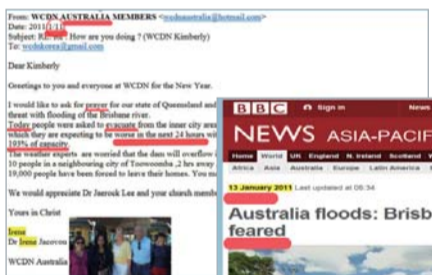 From: WCDN AUSTRALIA MEMBERS <wcdnaustralia@hotmail.com>
Date: 2011/1/11
Subject: RE: : How are you doing ? (WCDN Kimberly)
To: wcdnkorea@gmail.com
Dear Kimberly
Greetings to you and everyone at WCDN for the New Year.
I would like to ask for prayer for our state of Queensland and
threat with flooding of the Brisbane river.
Today people were asked to evacuate from the inner city area
which they are expecting to be worse in the next 24 hours wit
193% of capacity.
The weather experts are worried that the dam will overflow i
10 people in a neighbouring city of Toowoomba ,2 hrs away
19,000 people have been forced to leave their homes. You m
We would appreciate Dr Jaerock Lee and your church memb
Yours in Christ
Irene
Dr Irene Jacovou
WCDN Australia
BBC Sign in News
NEWS ASIA-PACIF
Home World UK England N. Ireland Scotland
Africa Asia Australia Europe Latin America
13 January 2011 Last updated at 08:34
Australia floods: Brisb
feared